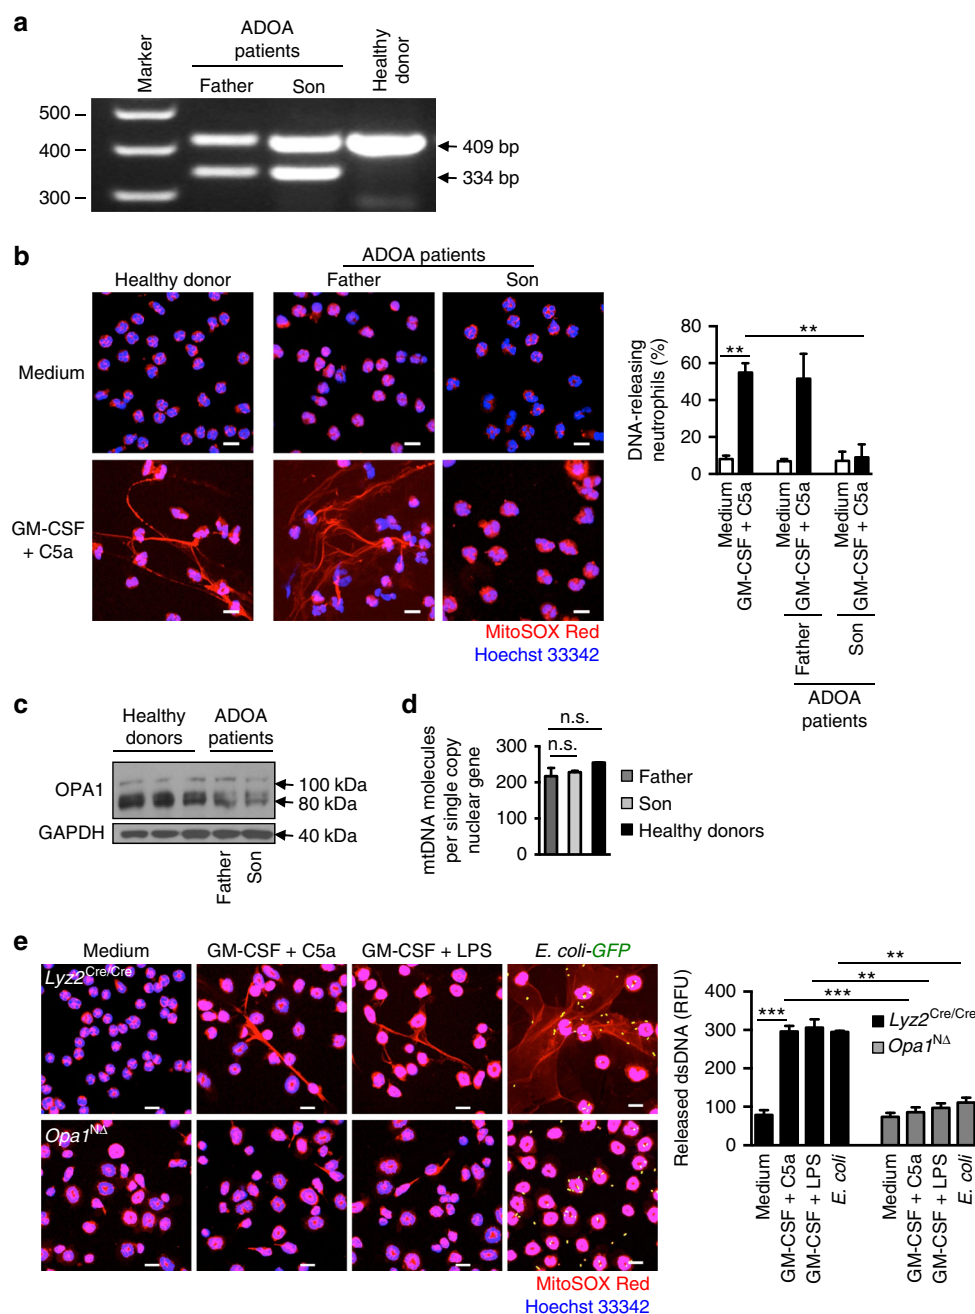 a
Marker
ADOA
patients
Father
Son
Healthy
donor
500
400
300
409 bp
334 bp
b
Healthy donor
ADOA patients
Father
Son
Medium
GM-CSF
+ C5a
MitoSOX Red
Hoechst 33342
DNA-releasing
neutrophils (%)
80
60
40
20
0
**
**
Medium
GM-CSF + C5a
Medium
GM-CSF + C5a
Medium
GM-CSF + C5a
Father
Son
ADOA
patients
c
Healthy
donors
ADOA
patients
OPA1
100 kDa
80 kDa
GAPDH
40 kDa
Father
Son
d
mtDNA molecules
per single copy
nuclear gene
300
200
100
0
n.s.
n.s.
Father
Son
Healthy donors
e
Medium
GM-CSF + C5a
GM-CSF + LPS
E. coli-GFP
Lyz2Cre/Cre
Opa1NΔ
MitoSOX Red
Hoechst 33342
Released dsDNA (RFU)
400
300
200
100
0
**
**
***
***
Lyz2Cre/Cre
Opa1NΔ
Medium
GM-CSF + C5a
GM-CSF + LPS
E. coli
Medium
GM-CSF + C5a
GM-CSF + LPS
E. coli